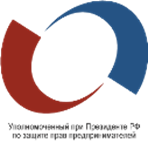 Уполномоченный при Президенте РФ
по защите прав предпринимателей